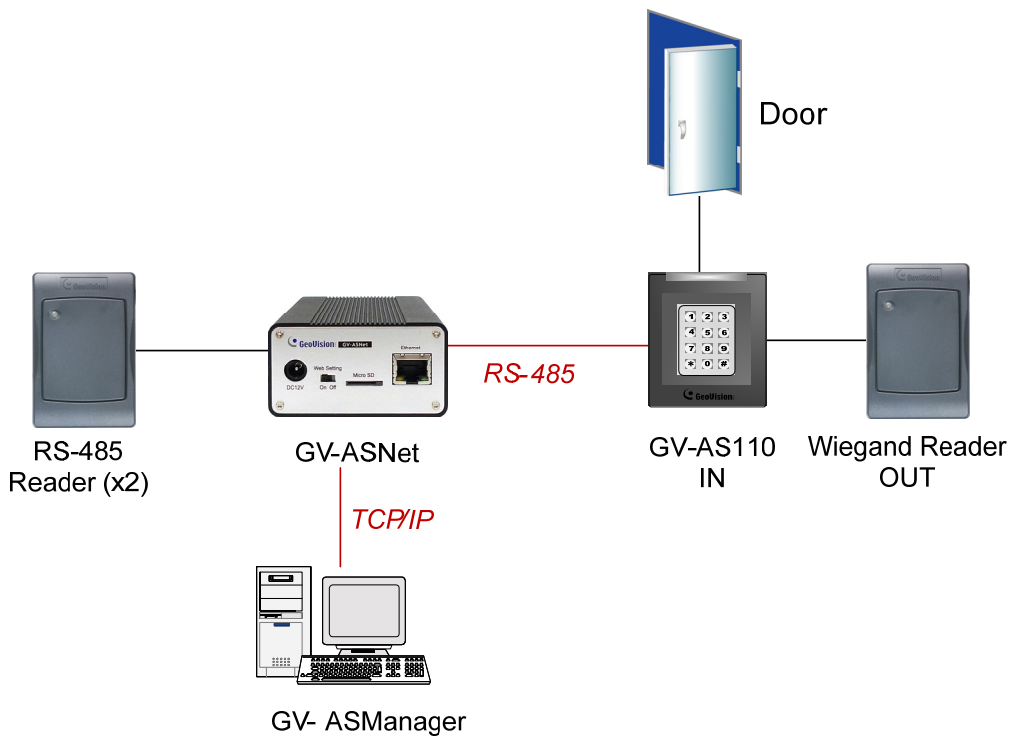 Door
GeoVision
GeoVision
GeoVision: GV-ASNet
Ethernet
Web Setting
Micro SD
DC12V
On Off
1 2 3
4 5 6
7 8 9
* 0 #
GeoVision:
RS-485
RS-485
Reader (x2)
GV-ASNet
GV-AS110
IN
Wiegand Reader
OUT
TCP/IP
GV- ASManager